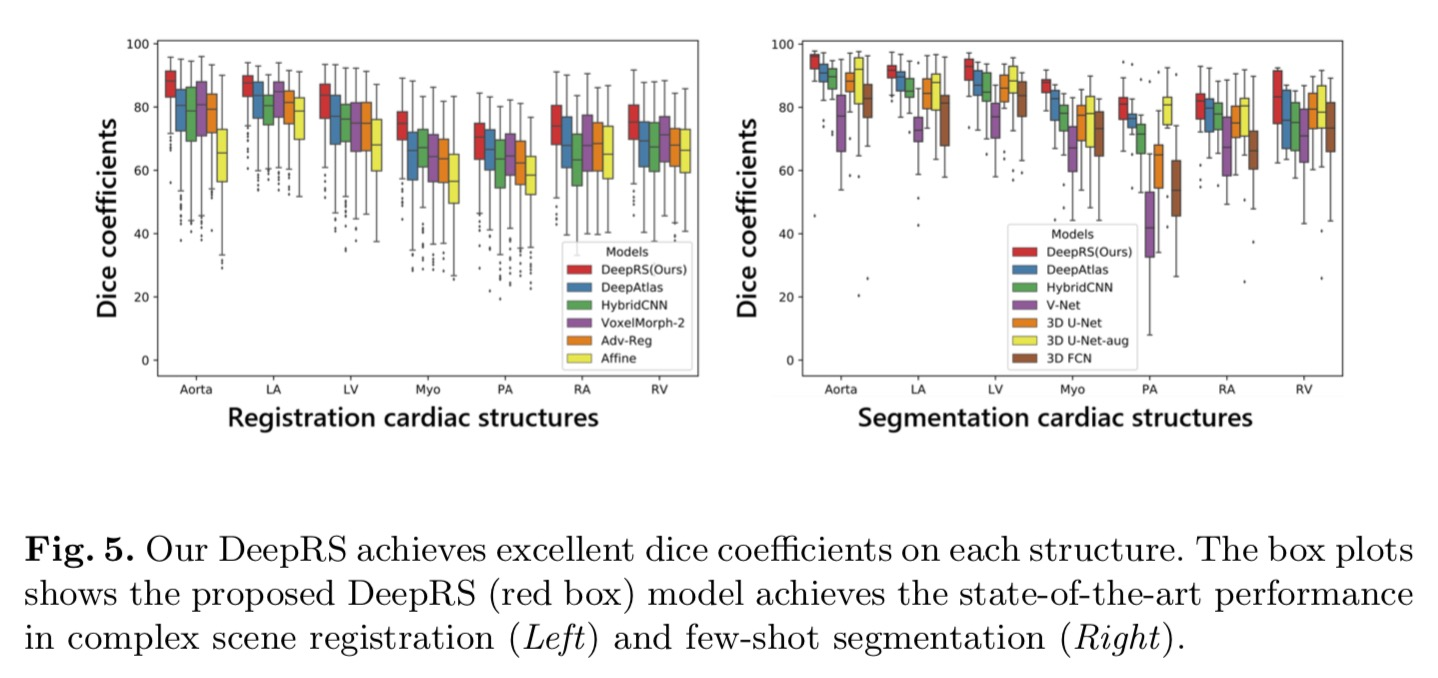 100
80
60
40
20
0
Dice coefficients
Models
DeepRS(Ours)
DeepAtlas
HybridCNN
VoxelMorph-2
Adv-Reg
Affine
Aorta LA LV Myo PA RA RV
Registration cardiac structures
100
80
60
40
20
0
Dice coefficients
Models
DeepRS(Ours)
DeepAtlas
HybridCNN
V-Net
3D U-Net
3D U-Net-aug
3D FCN
Aorta LA LV Myo PA RA RV
Segmentation cardiac structures
Fig. 5. Our DeepRS achieves excellent dice coefficients on each structure. The box plots
shows the proposed DeepRS (red box) model achieves the state-of-the-art performance
in complex scene registration (Left) and few-shot segmentation (Right).